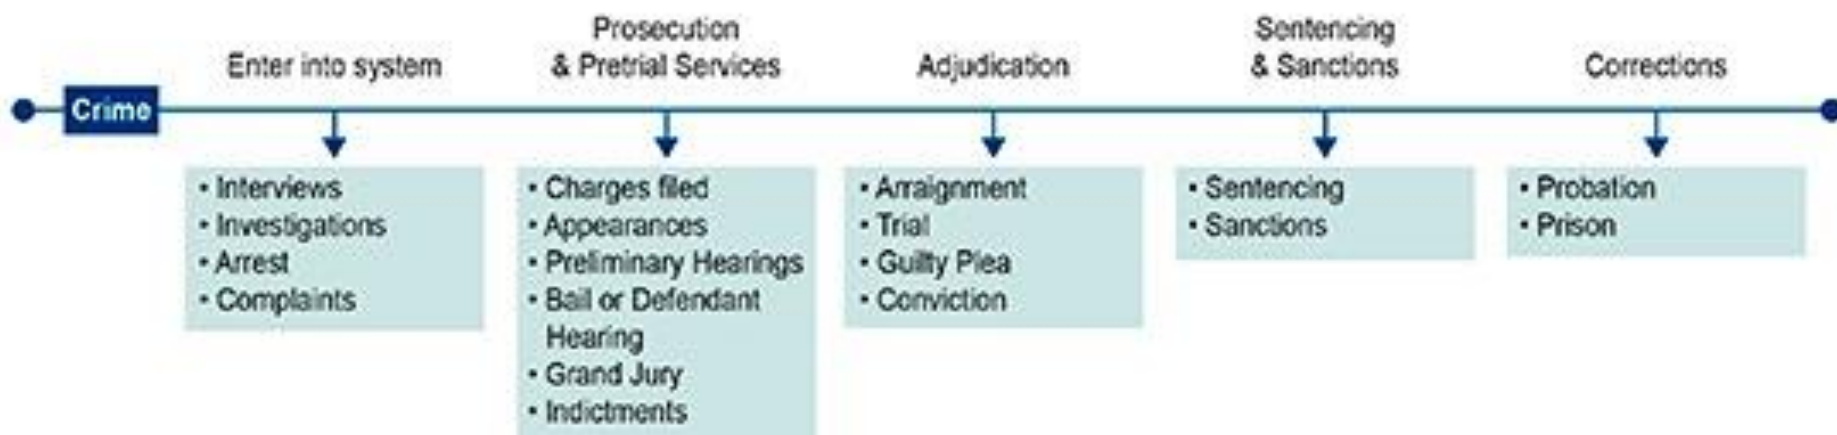 Crime
Enter into system
• Interviews
• Investigations
• Arrest
• Complaints
Prosecution
& Pretrial Services
• Charges filed
• Appearances
• Preliminary Hearings
• Bail or Defendant
Hearing
• Grand Jury
• Indictments
Adjudication
• Arraignment
• Trial
• Guilty Plea
• Conviction
Sentencing
& Sanctions
• Sentencing
• Sanctions
Corrections
• Probation
• Prison